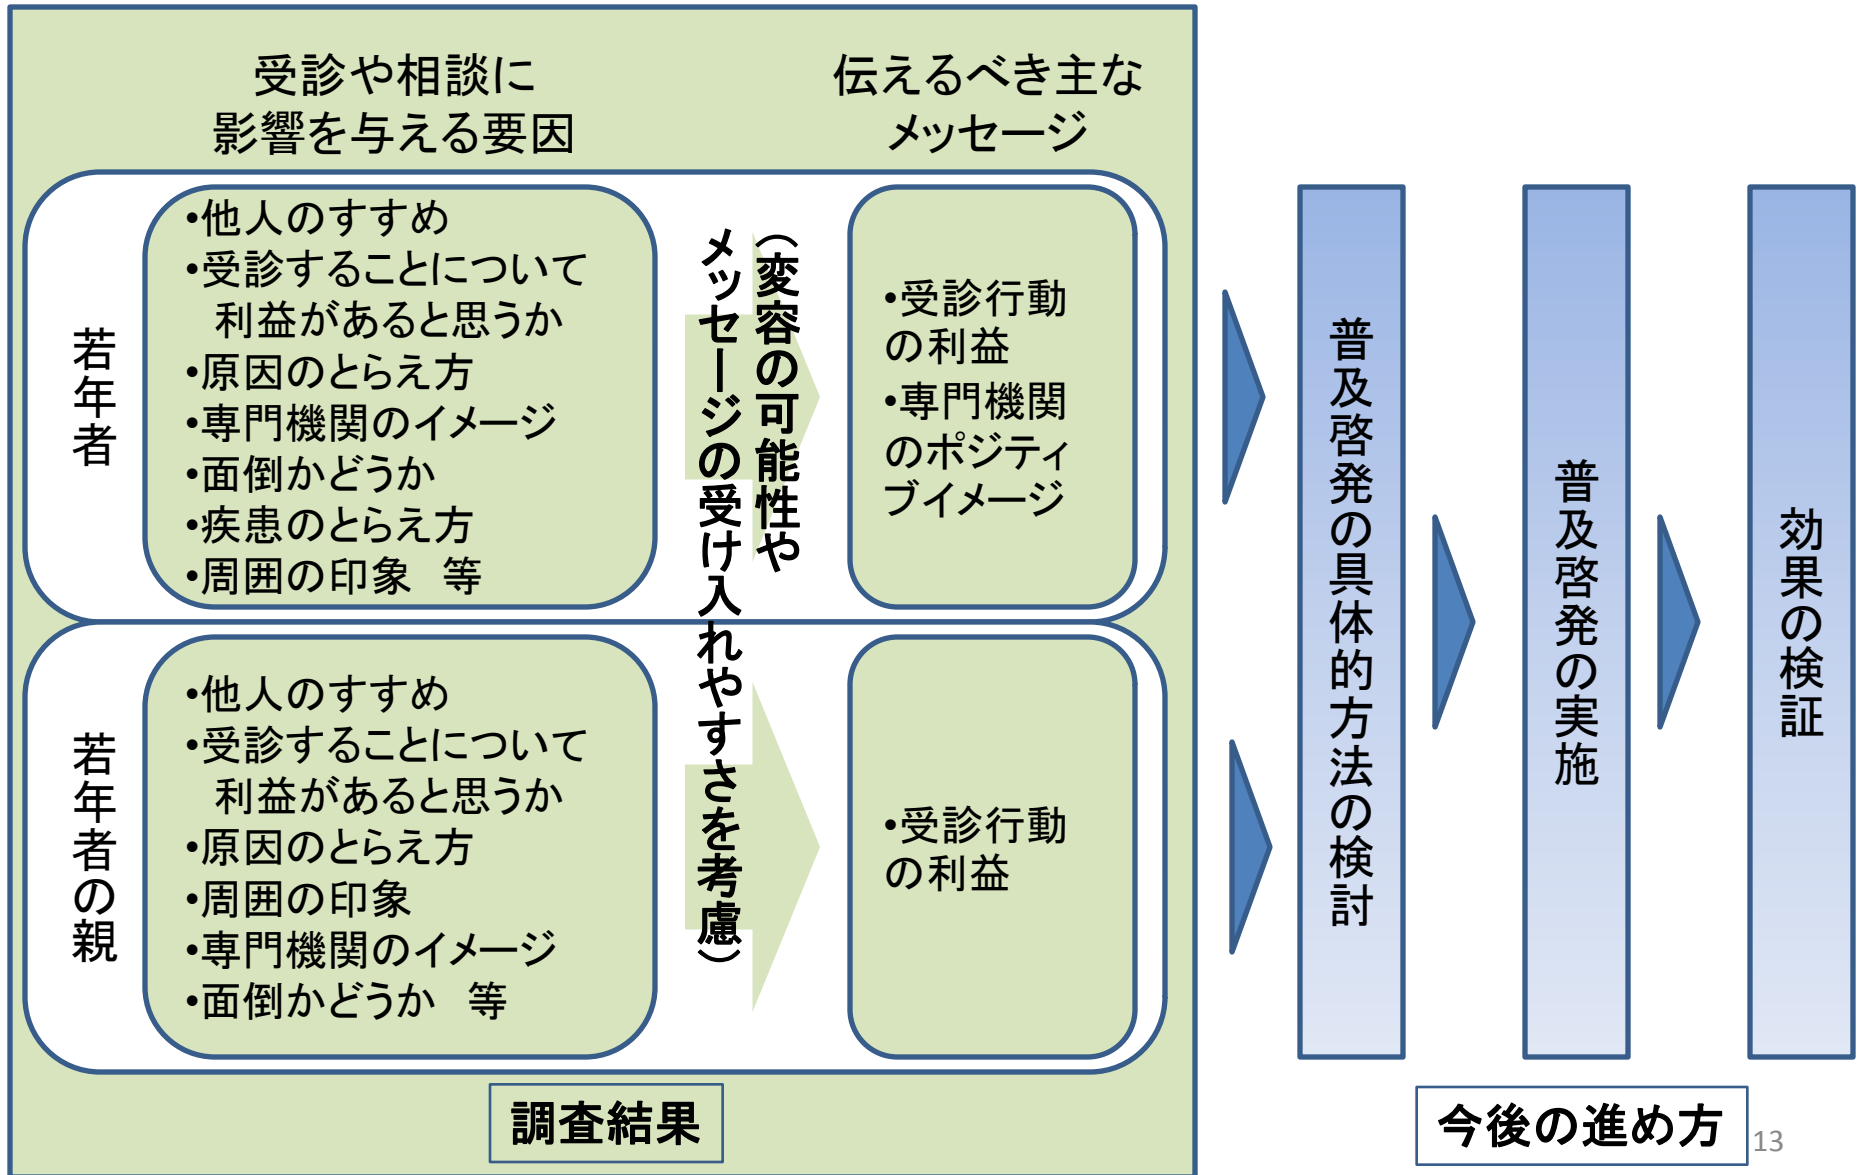 受診や相談に
影響を与える要因
伝えるべき主な
メッセージ
若年者
•他人のすすめ
•受診することについて
利益があると思うか
•原因のとらえ方
•専門機関のイメージ
•面倒かどうか
•疾患のとらえ方
•周囲の印象　等
（変容の可能性や
メッセージの受け入れやすさを考慮）
•受診行動
の利益
•専門機関
のポジティ
ブイメージ
若年者の親
•他人のすすめ
•受診することについて
利益があると思うか
•原因のとらえ方
•周囲の印象
•専門機関のイメージ
•面倒かどうか　等
•受診行動
の利益
調査結果
普及啓発の具体的方法の検討
普及啓発の実施
効果の検証
今後の進め方
13